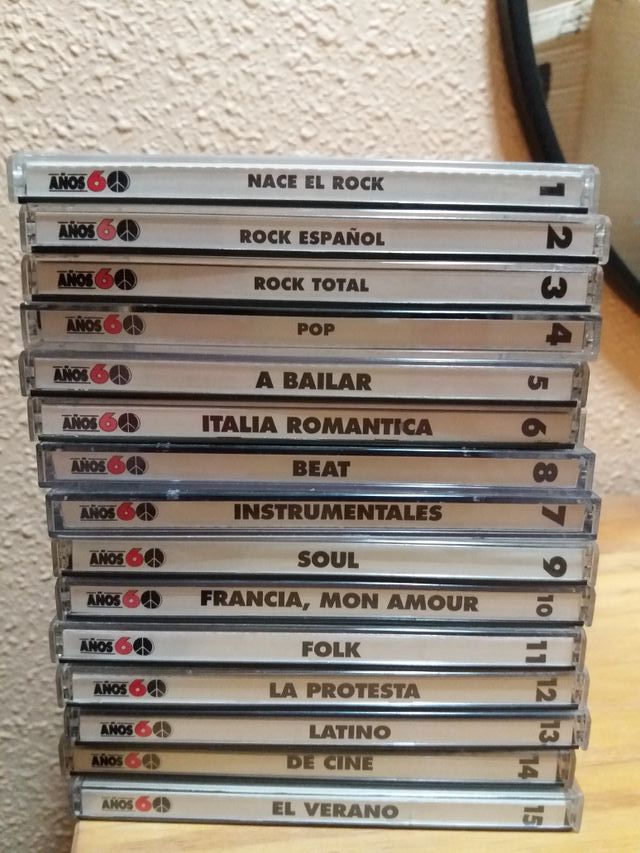 AÑOS 60 NACE EL ROCK 1
AÑOS 60 ROCK ESPAÑOL 2
AÑOS 60 ROCK TOTAL 3
AÑOS 60 POP 4
AÑOS 60 A BAILAR 5
AÑOS 60 ITALIA ROMANTICA 6
AÑOS 60 BEAT 8
AÑOS 60 INSTRUMENTALES 7
AÑOS 60 SOUL 9
AÑOS 60 FRANCIA, MON AMOUR 10
AÑOS 60 FOLK 11
AÑOS 60 LA PROTESTA 12
AÑOS 60 LATINO 13
AÑOS 60 DE CINE 14
AÑOS 60 EL VERANO 15